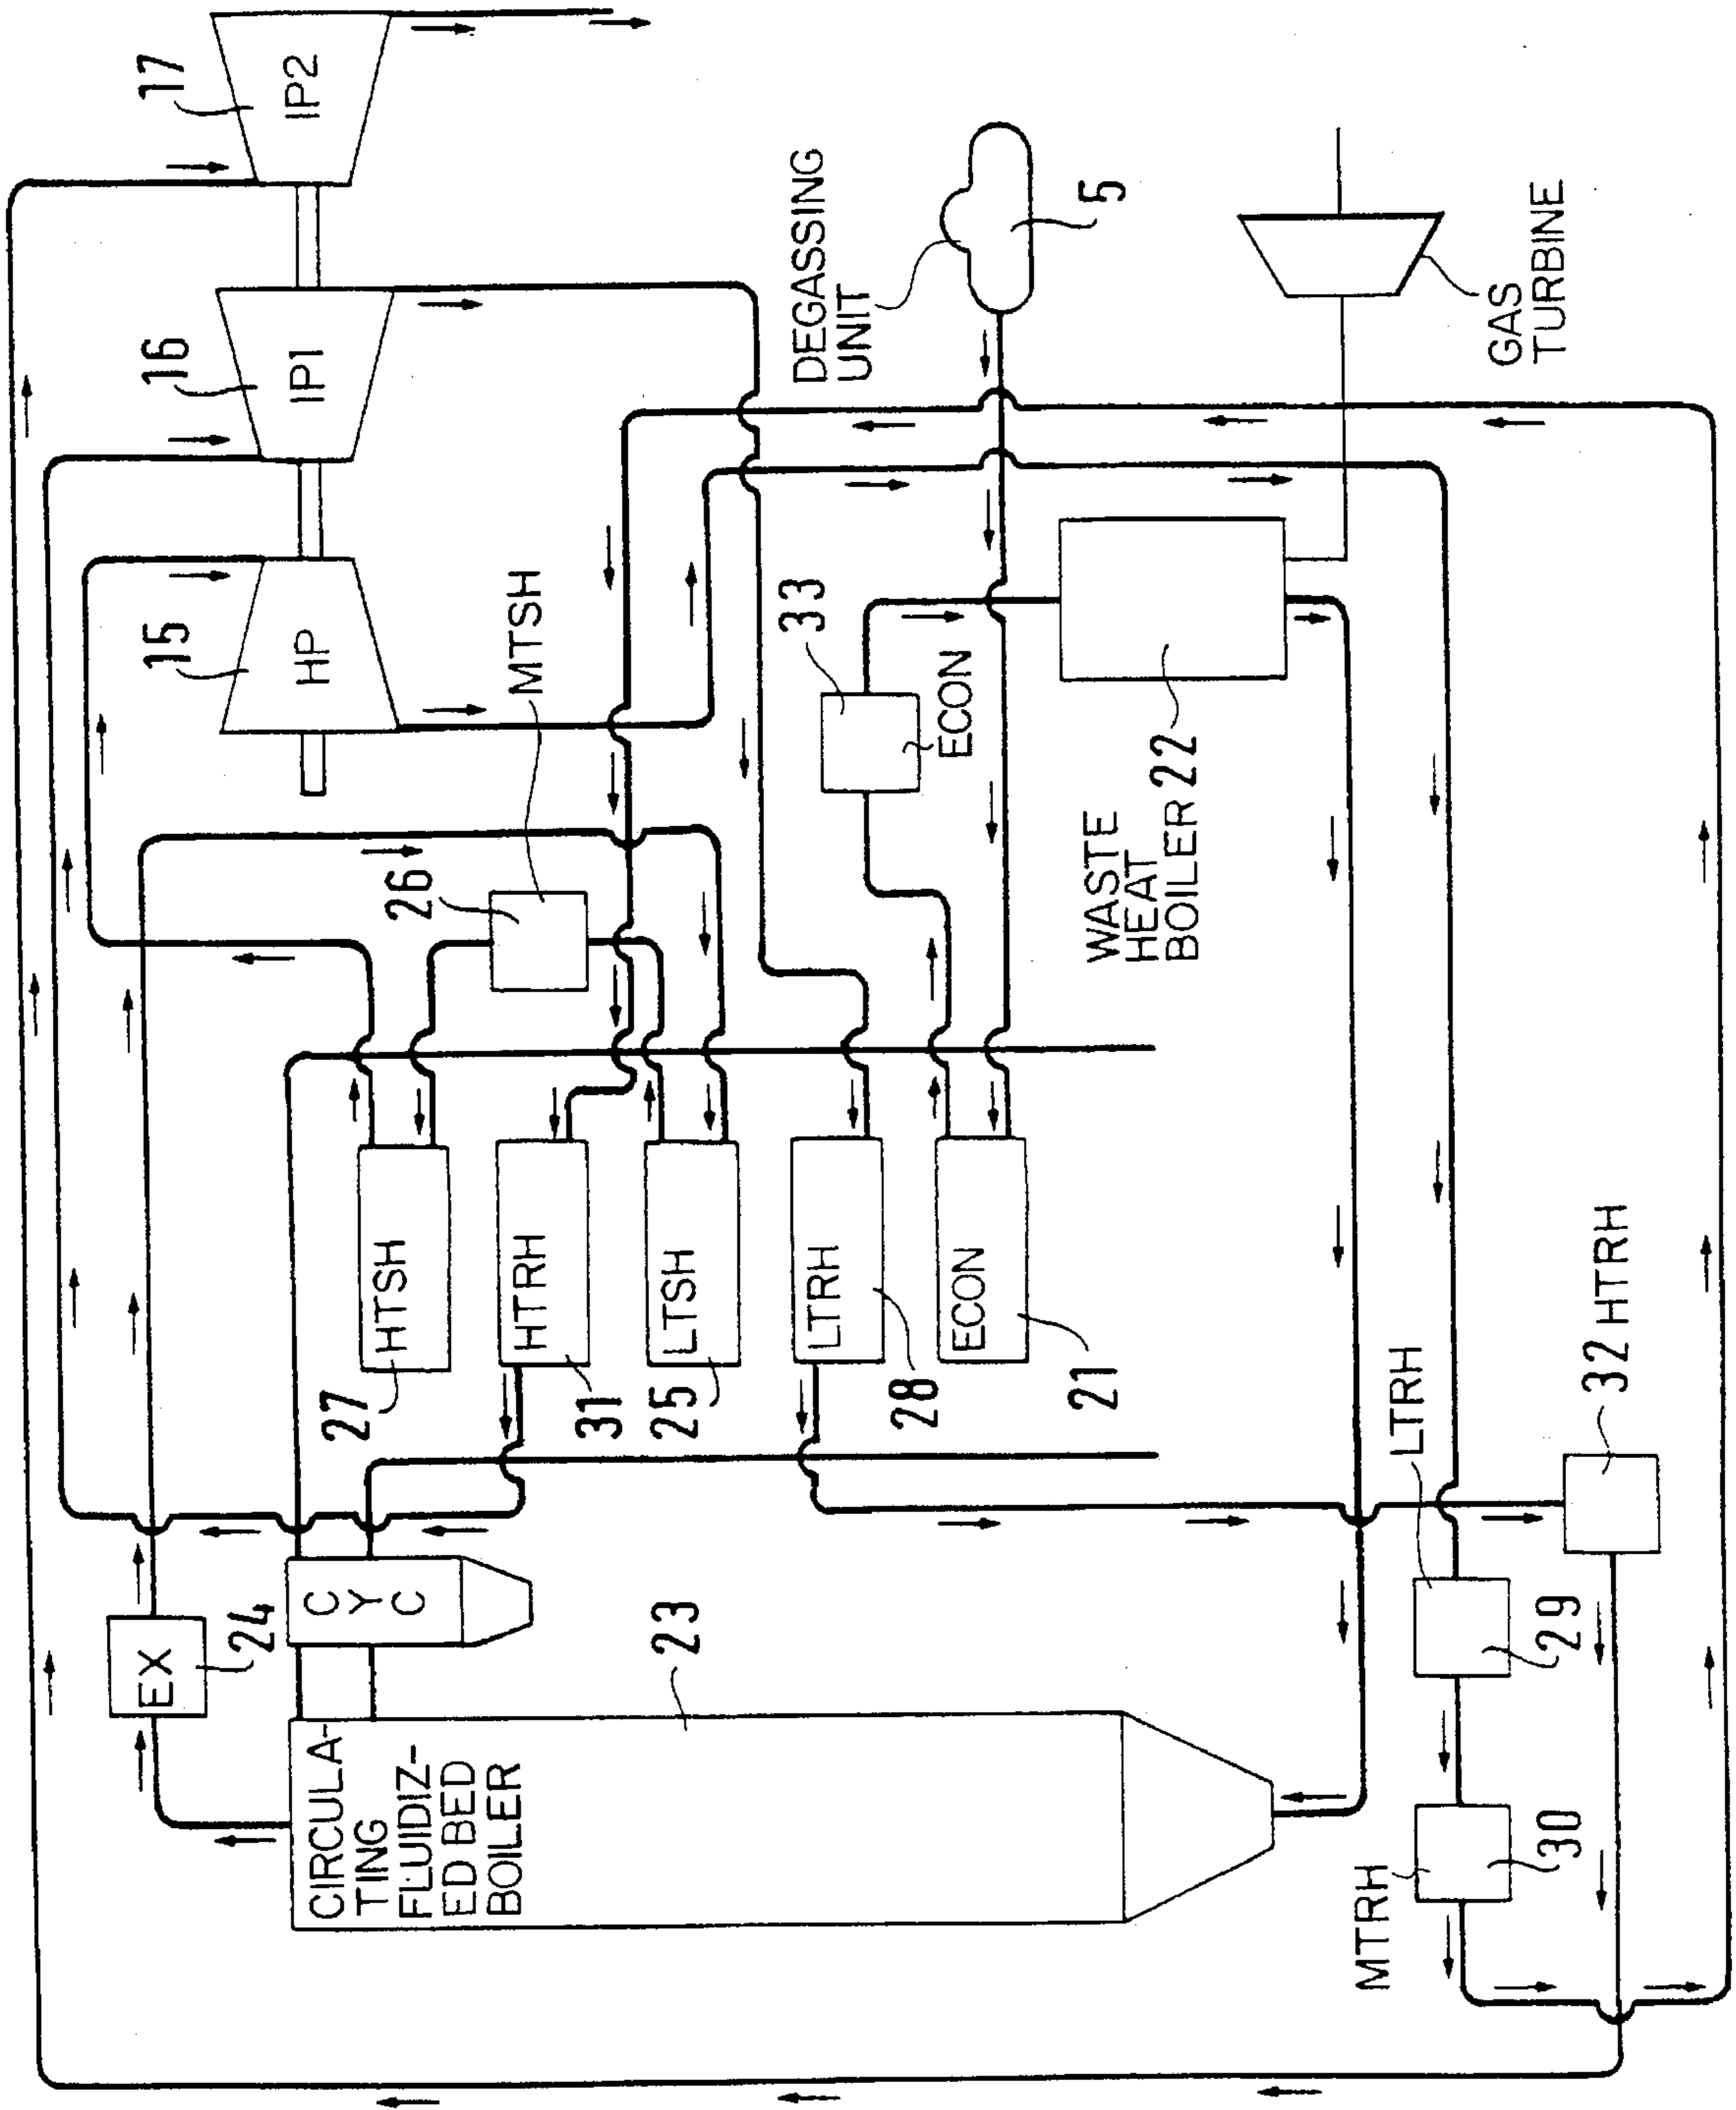 CIRCULA-
TING
FLUIDIZ-
ED BED
BOILER
23
EX
24
C
Y
C
27
HTSH
31
HTRH
25
LTSH
28
LTRH
21
ECON
26
MTSH
15
HP
16
IP1
17
IP2
DEGASSING
UNIT
5
33
ECON
WASTE
HEAT
BOILER 22
GAS
TURBINE
MTRH
30
LTRH
29
32 HTRH